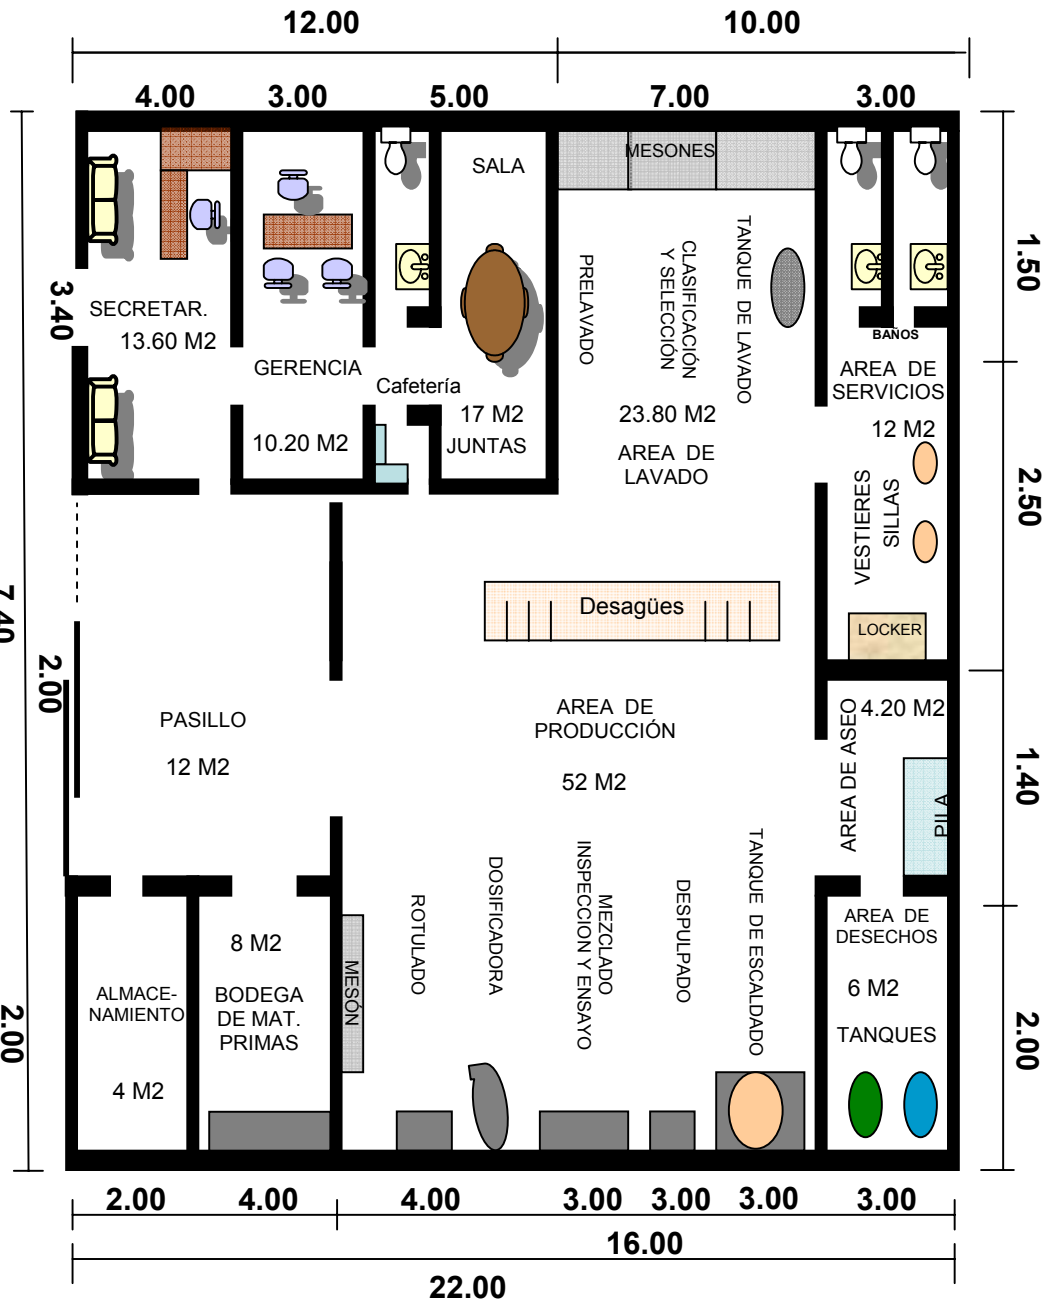 12.00
10.00
4.00
3.00
5.00
7.00
3.00
SALA
MESONES
SECRETAR.
13.60 M2
3.40
GERENCIA
10.20 M2
Cafetería
17 M2
JUNTAS
PRELAVADO
CLASIFICACIÓN
Y SELECCIÓN
TANQUE DE LAVADO
23.80 M2
AREA DE
LAVADO
BAÑOS
AREA DE
SERVICIOS
12 M2
VESTIERES
SILLAS
LOCKER
1.50
2.50
1.40
2.00
7.40
2.00
2.00
Desagües
PASILLO
12 M2
AREA DE
PRODUCCIÓN
52 M2
4.20 M2
AREA DE ASEO
PILA
ALMACE-
NAMIENTO
4 M2
8 M2
BODEGA
DE MAT.
PRIMAS
MESÓN
ROTULADO
DOSIFICADORA
MEZCLADO
INSPECCION Y ENSAYO
DESPULPADO
TANQUE DE ESCALDADO
AREA DE
DESECHOS
6 M2
TANQUES
2.00
4.00
4.00
3.00
3.00
3.00
3.00
16.00
22.00